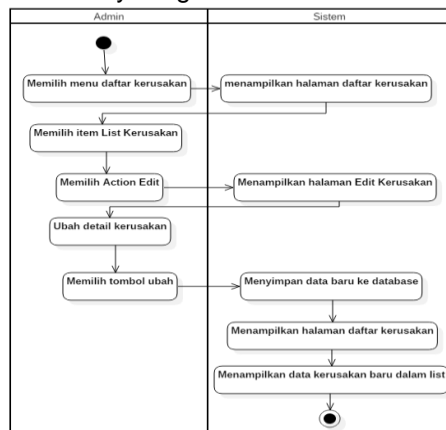 Admin
Sistem
Memilih menu daftar kerusakan
menampilkan halaman daftar kerusakan
Memilih item List Kerusakan
Memilih Action Edit
Menampilkan halaman Edit Kerusakan
Ubah detail kerusakan
Memilih tombol ubah
Menyimpan data baru ke database
Menampilkan halaman daftar kerusakan
Menampilkan data kerusakan baru dalam list